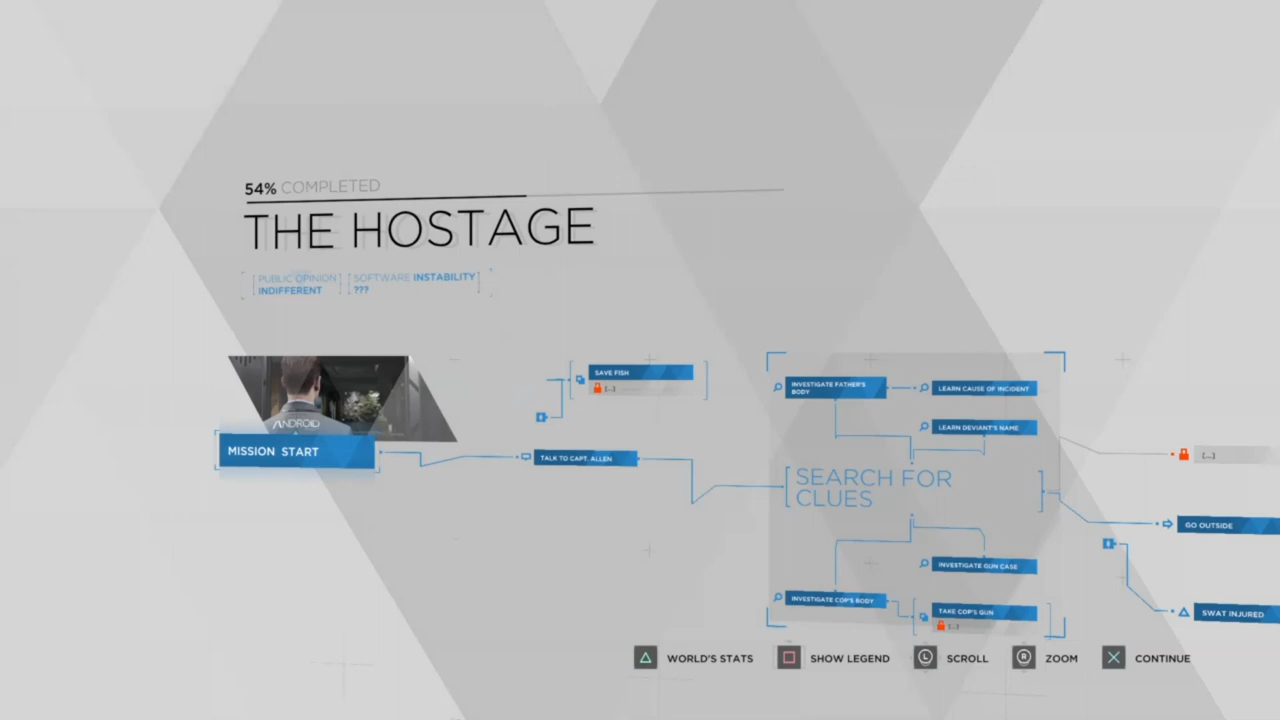 54% COMPLETED
THE HOSTAGE
PUBLIC OPINION
INDIFFERENT
SOFTWARE INSTABILITY
???
ANDROID
MISSION START
SAVE FISH
[...]
TALK TO CAPT. ALLEN
INVESTIGATE FATHER'S
BODY
LEARN CAUSE OF INCIDENT
LEARN DEVIANT'S NAME
SEARCH FOR
CLUES
[...]
GO OUTSIDE
INVESTIGATE GUN CASE
INVESTIGATE COP'S BODY
TAKE COP'S GUN
[...]
SWAT INJURED
WORLD'S STATS
SHOW LEGEND
L
SCROLL
R
ZOOM
CONTINUE